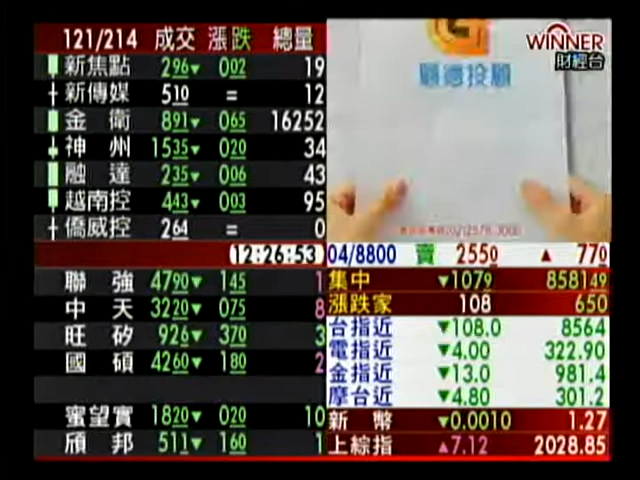 121/214 成交 漲跌 總量
新焦點 296▼ 002 19
新傳媒 510 = 12
金衛 891▼ 065 16252
神州 1535▼ 020 34
融達 235▼ 006 43
越南控 443▼ 003 95
僑威控 264 = 0
WINNER
財經台
顧德投顧
12:26:53
04/8800 賣 2550 ▲ 770
聯強 4790▼ 145 1
中天 3220▼ 075 8
旺矽 926▼ 370 3
國碩 4260▼ 180 2
蜜望實 1820▼ 020 10
頎邦 511▼ 160 1
集中 ▼1079 858149
漲跌家 108 650
台指近 ▼108.0 8564
電指近 ▼4.00 322.90
金指近 ▼13.0 981.4
摩台近 ▼4.80 301.2
新幣 ▼0.0010 1.27
上綜指 ▲7.12 2028.85